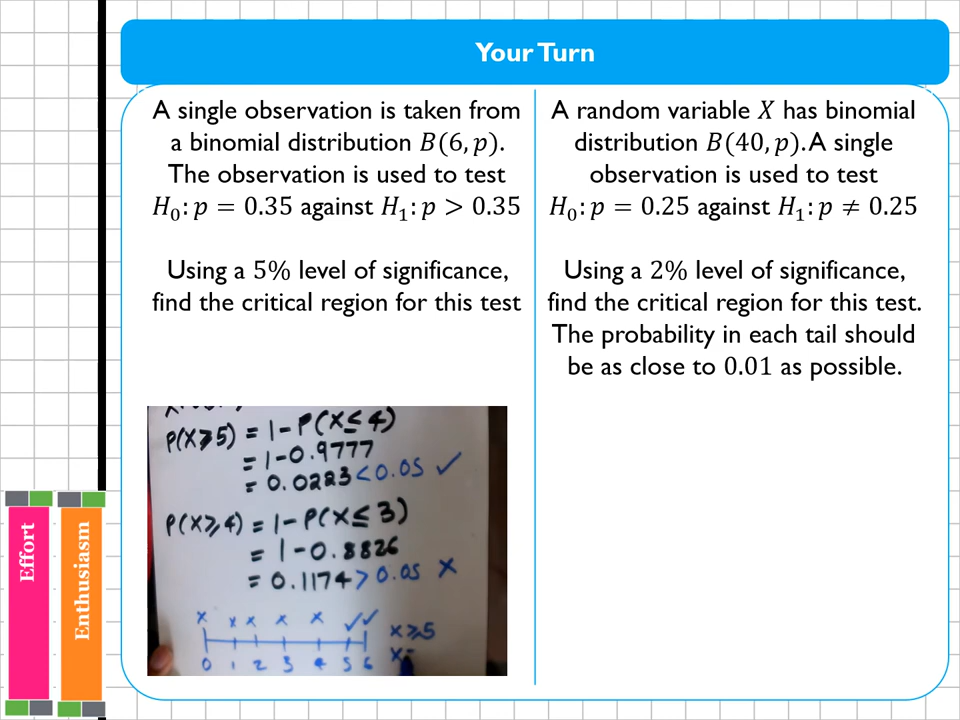 Your Turn
A single observation is taken from
a binomial distribution 𝐵(6, 𝑝).
The observation is used to test
𝐻₀: 𝑝 = 0.35 against 𝐻₁: 𝑝 > 0.35
Using a 5% level of significance,
find the critical region for this test
P(X⩾5) = 1-P(X≤4)
= 1-0.9777
= 0.0223 < 0.05 ✓
P(X⩾4) = 1-P(X≤3)
= 1-0.8826
= 0.1174 > 0.05 X
x x x x x ✓✓
0 1 2 3 4 5 6
X⩾5
X=
A random variable 𝑋 has binomial
distribution 𝐵(40, 𝑝). A single
observation is used to test
𝐻₀: 𝑝 = 0.25 against 𝐻₁: 𝑝 ≠ 0.25
Using a 2% level of significance,
find the critical region for this test.
The probability in each tail should
be as close to 0.01 as possible.
Effort
Enthusiasm